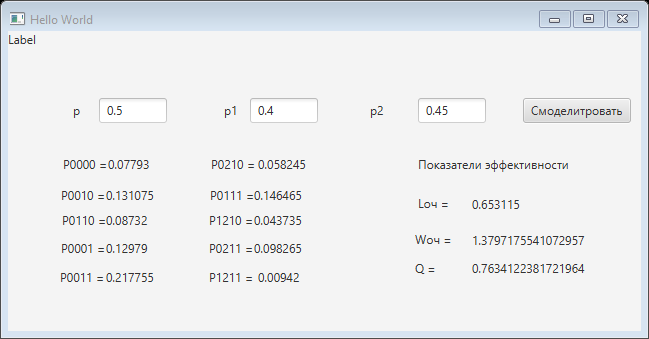 Hello World
Label
p 0.5 p1 0.4 p2 0.45 Смоделитровать
P0000 =0.07793 P0210 =0.058245 Показатели эффективности
P0010 =0.131075 P0111 =0.146465 Lоч = 0.653115
P0110 =0.08732 P1210 =0.043735
P0001 =0.12979 P0211 =0.098265 Wоч = 1.3797175541072957
P0011 =0.217755 P1211 = 0.00942 Q = 0.7634122381721964